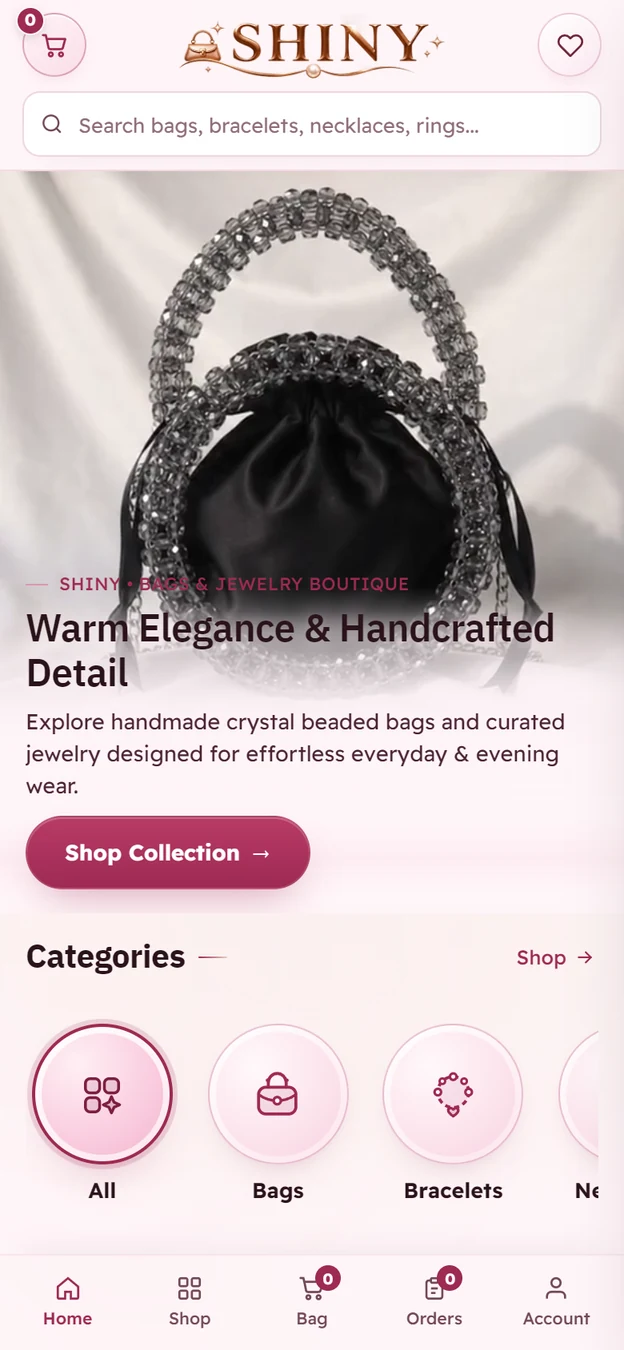 0
SHINY
Search bags, bracelets, necklaces, rings...
SHINY • BAGS & JEWELRY BOUTIQUE
Warm Elegance & Handcrafted
Detail
Explore handmade crystal beaded bags and curated
jewelry designed for effortless everyday & evening
wear.
Shop Collection →
Categories
Shop →
All
Bags
Bracelets
Ne
0
0
Home
Shop
Bag
Orders
Account